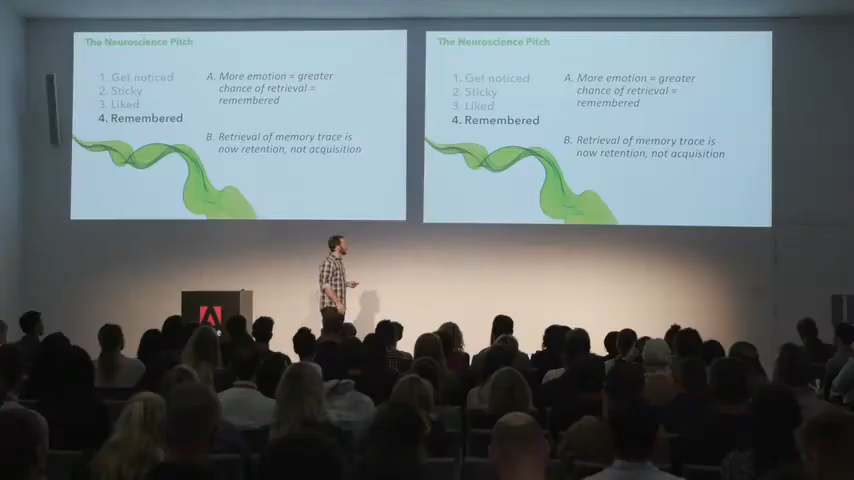 The Neuroscience Pitch
1. Get noticed
2. Sticky
3. Liked
4. Remembered
A. More emotion = greater
chance of retrieval =
remembered
B. Retrieval of memory trace is
now retention, not acquisition
The Neuroscience Pitch
1. Get noticed
2. Sticky
3. Liked
4. Remembered
A. More emotion = greater
chance of retrieval =
remembered
B. Retrieval of memory trace is
now retention, not acquisition